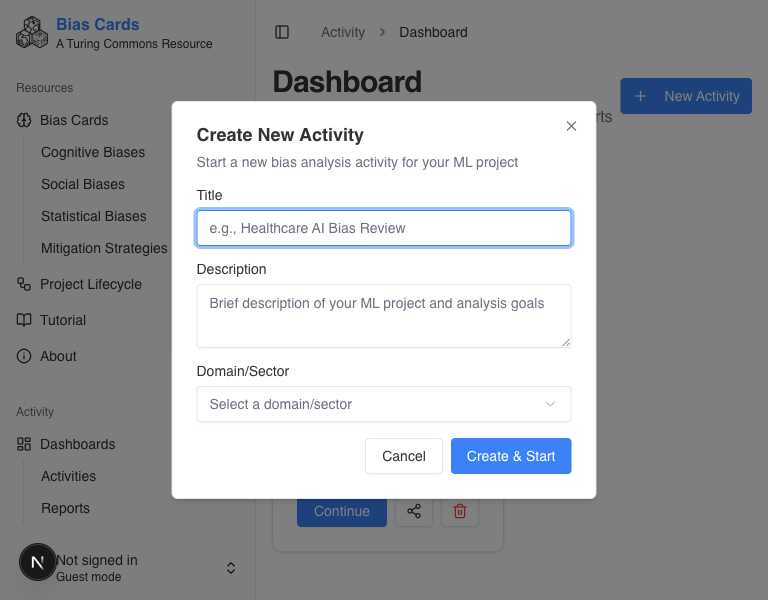 Bias Cards
A Turing Commons Resource
Resources
Bias Cards
Cognitive Biases
Social Biases
Statistical Biases
Mitigation Strategies
Project Lifecycle
Tutorial
About
Activity
Dashboards
Activities
Reports
N
Not signed in
Guest mode
Activity > Dashboard
Dashboard
rts
+ New Activity
Create New Activity
Start a new bias analysis activity for your ML project
Title
e.g., Healthcare AI Bias Review
Description
Brief description of your ML project and analysis goals
Domain/Sector
Select a domain/sector
Cancel
Create & Start
Continue